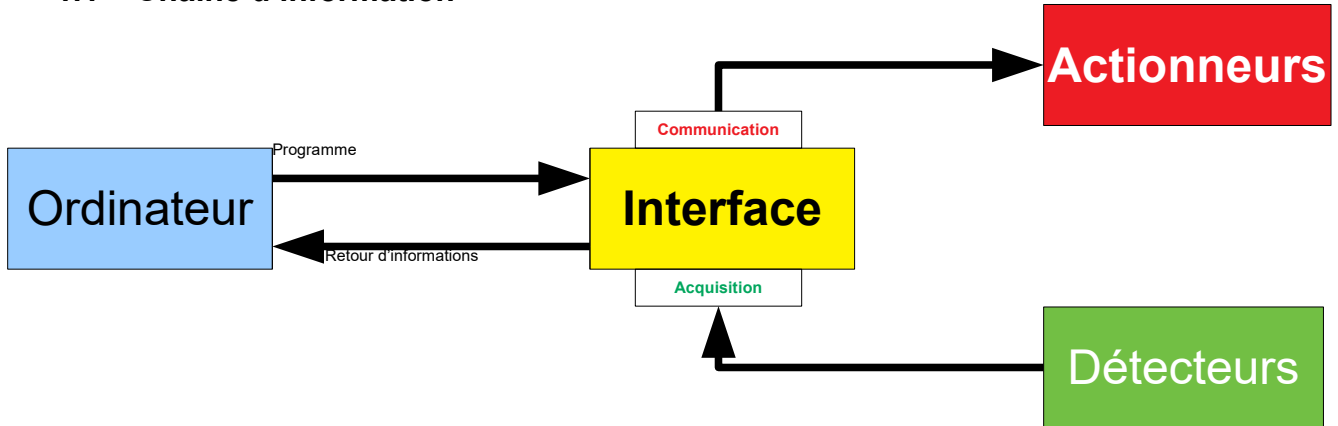 Actionneurs
Communication
Programme
Ordinateur
Interface
Retour d'informations
Acquisition
Détecteurs